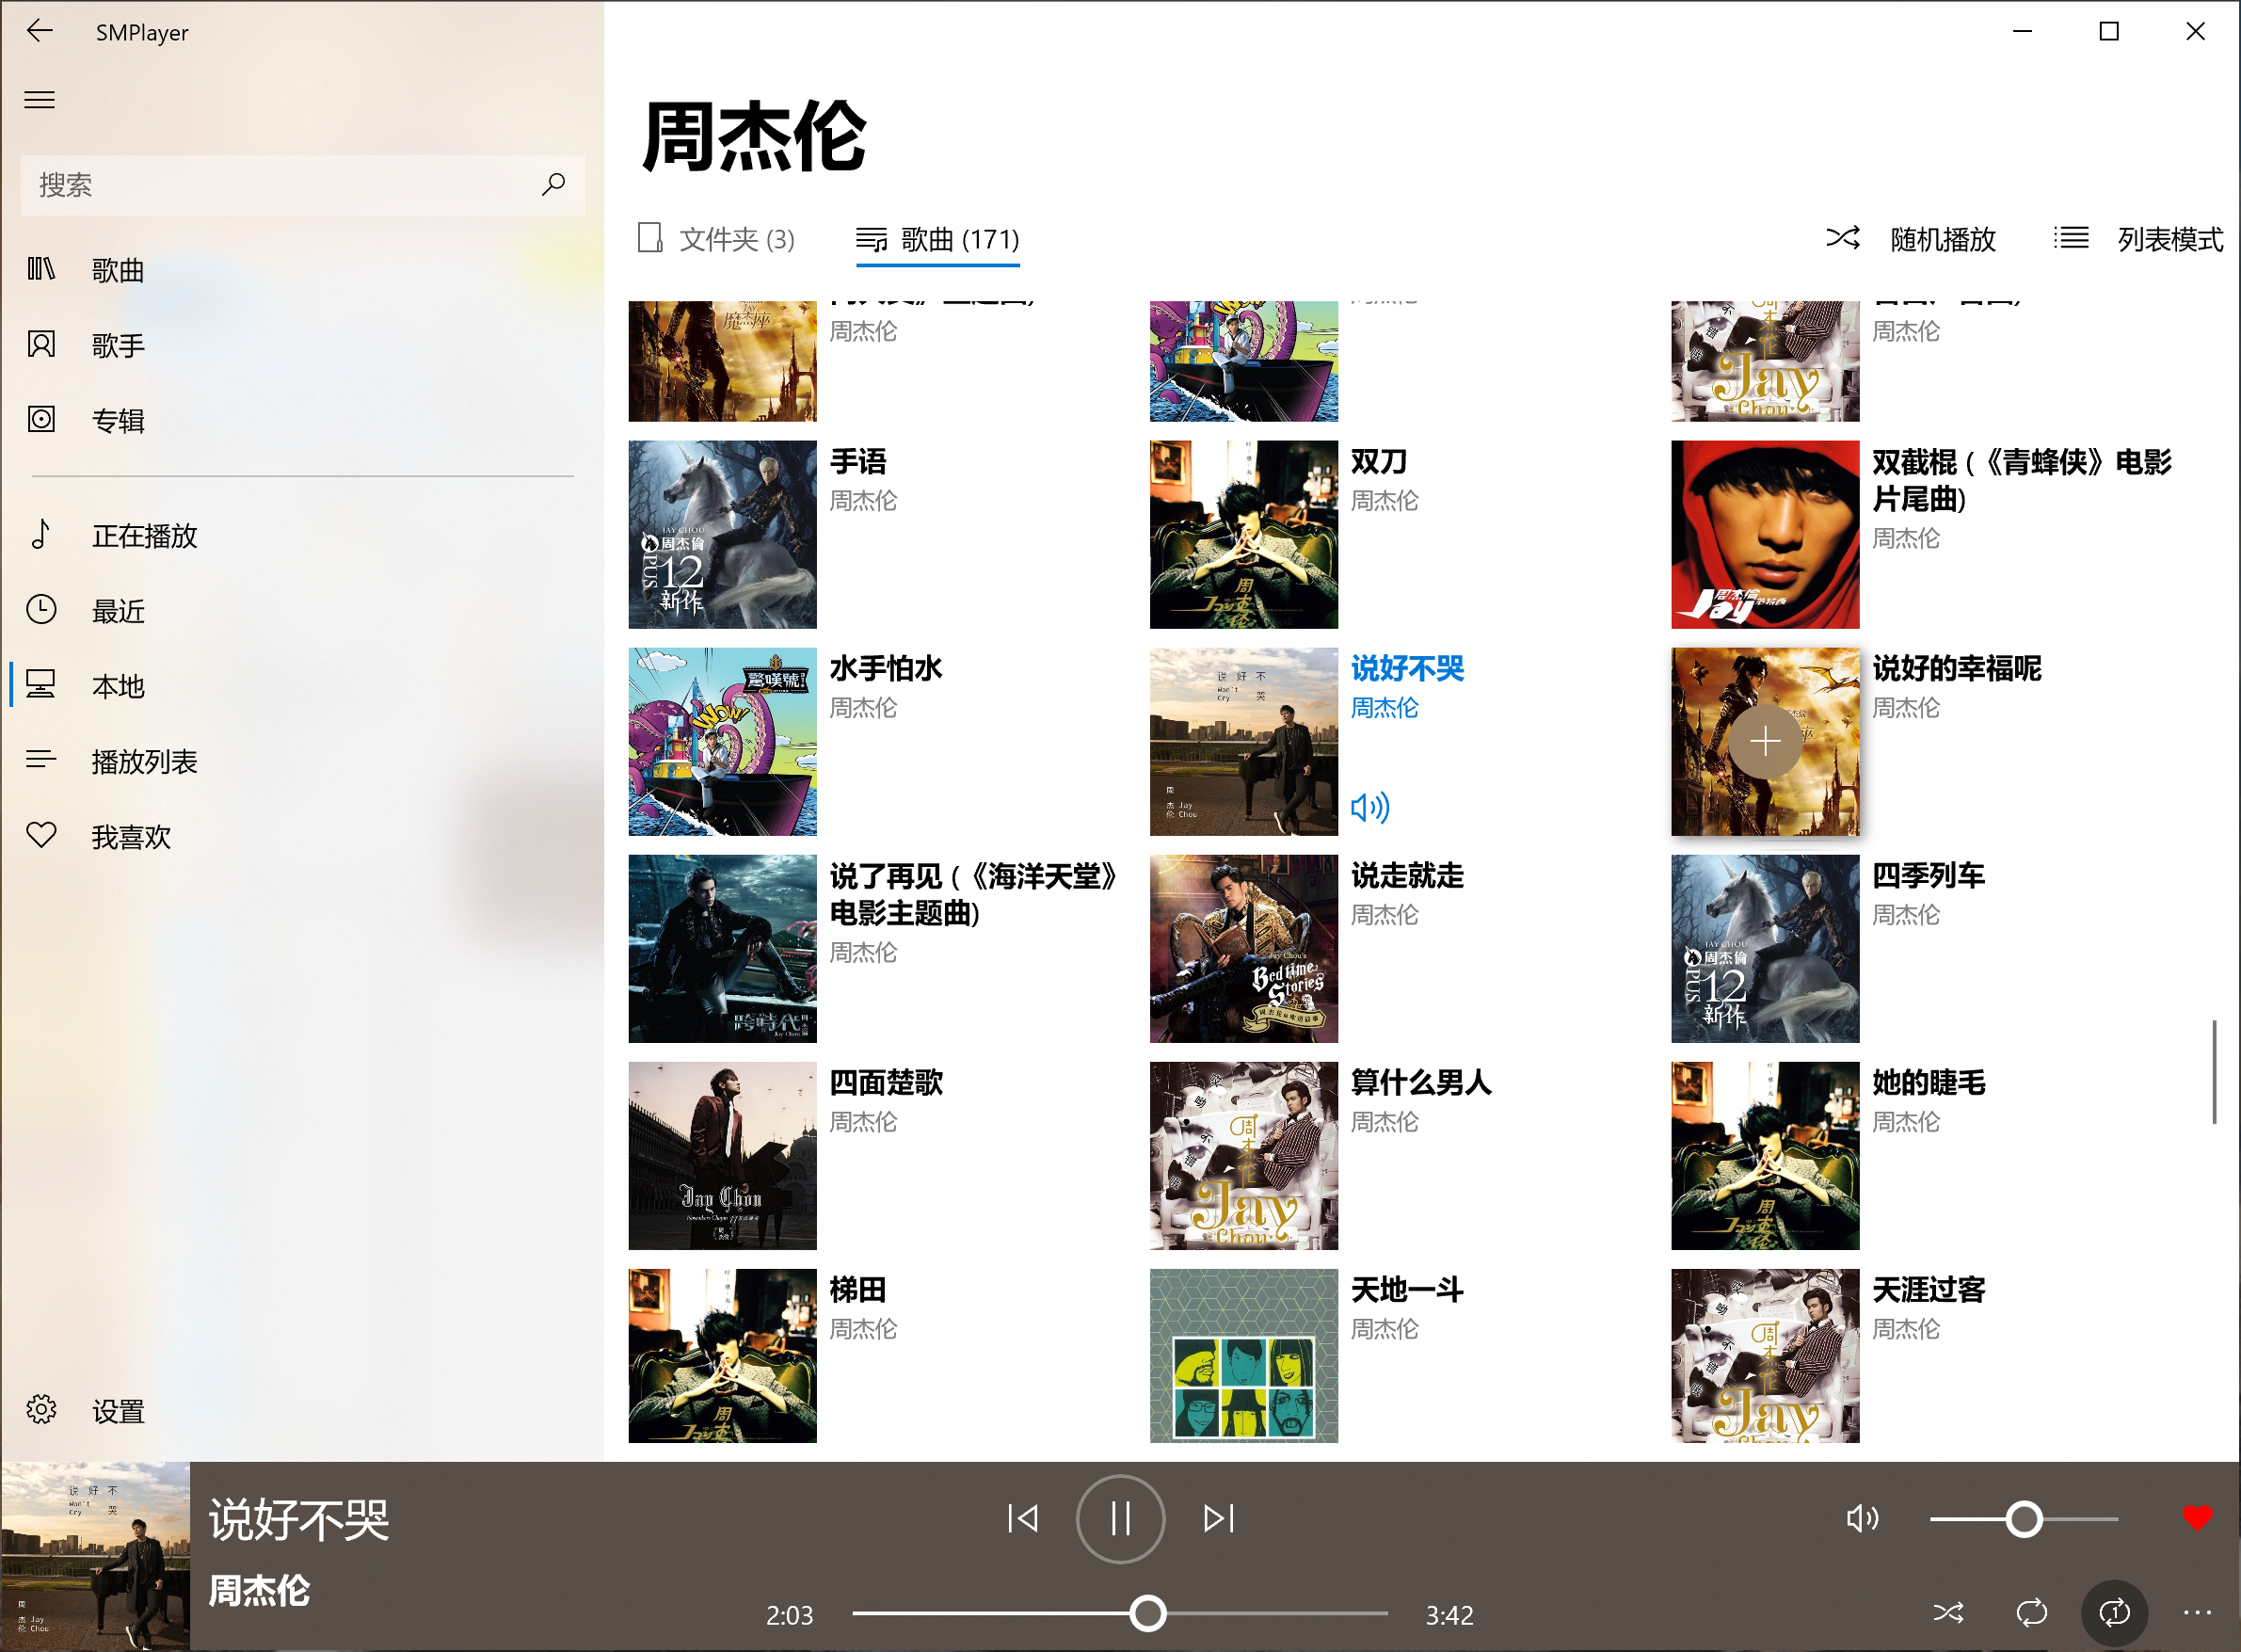 SMPlayer
搜索
歌曲
歌手
专辑
正在播放
最近
本地
播放列表
我喜欢
设置
周杰伦
文件夹 (3)
歌曲 (171)
随机播放
列表模式
周杰伦
周杰伦
周杰伦
手语
周杰伦
双刀
周杰伦
双截棍 (《青蜂侠》电影
片尾曲)
周杰伦
水手怕水
周杰伦
说好不哭
周杰伦
说好的幸福呢
周杰伦
说了再见 (《海洋天堂》
电影主题曲)
周杰伦
说走就走
周杰伦
四季列车
周杰伦
四面楚歌
周杰伦
算什么男人
周杰伦
她的睫毛
周杰伦
梯田
周杰伦
天地一斗
周杰伦
天涯过客
周杰伦
说好不哭
周杰伦
2:03
3:42